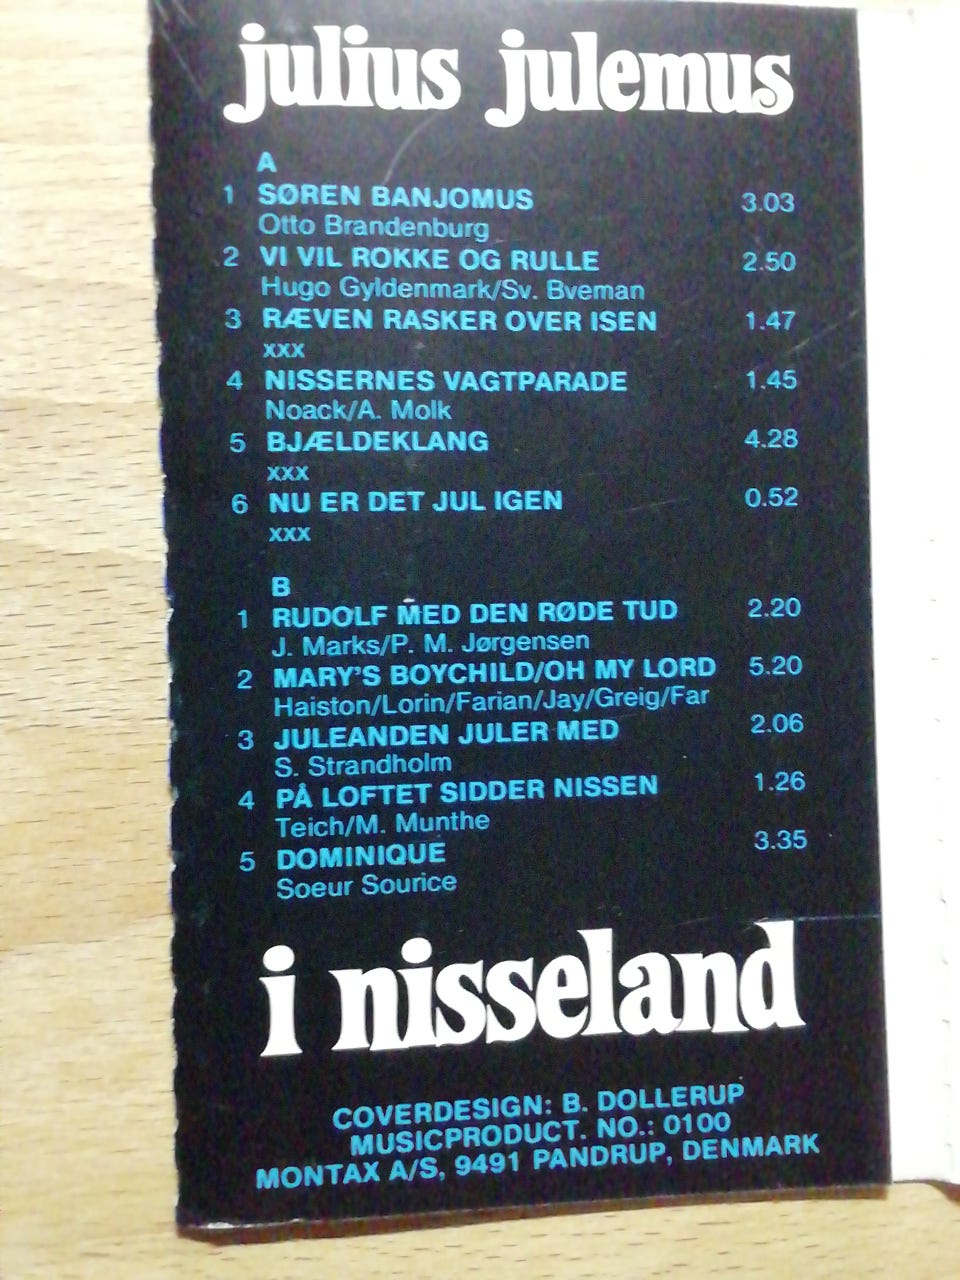 julius julemus
A
1 SØREN BANJOMUS 3.03
Otto Brandenburg
2 VI VIL ROKKE OG RULLE 2.50
Hugo Gyldenmark/Sv. Bveman
3 RÆVEN RASKER OVER ISEN 1.47
xxx
4 NISSERNES VAGTPARADE 1.45
Noack/A. Molk
5 BJÆLDEKLANG 4.28
xxx
6 NU ER DET JUL IGEN 0.52
xxx
B
1 RUDOLF MED DEN RØDE TUD 2.20
J. Marks/P. M. Jørgensen
2 MARY'S BOYCHILD/OH MY LORD 5.20
Haiston/Lorin/Farian/Jay/Greig/Far
3 JULEANDEN JULER MED 2.06
S. Strandholm
4 PÅ LOFTET SIDDER NISSEN 1.26
Teich/M. Munthe
5 DOMINIQUE 3.35
Soeur Sourice
i nisseland
COVERDESIGN: B. DOLLERUP
MUSICPRODUCT. NO.: 0100
MONTAX A/S, 9491 PANDRUP, DENMARK